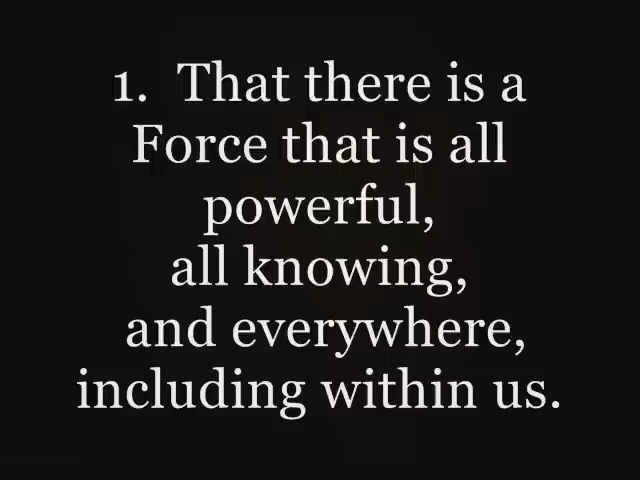 1. That there is a
Force that is all
powerful,
all knowing,
and everywhere,
including within us.